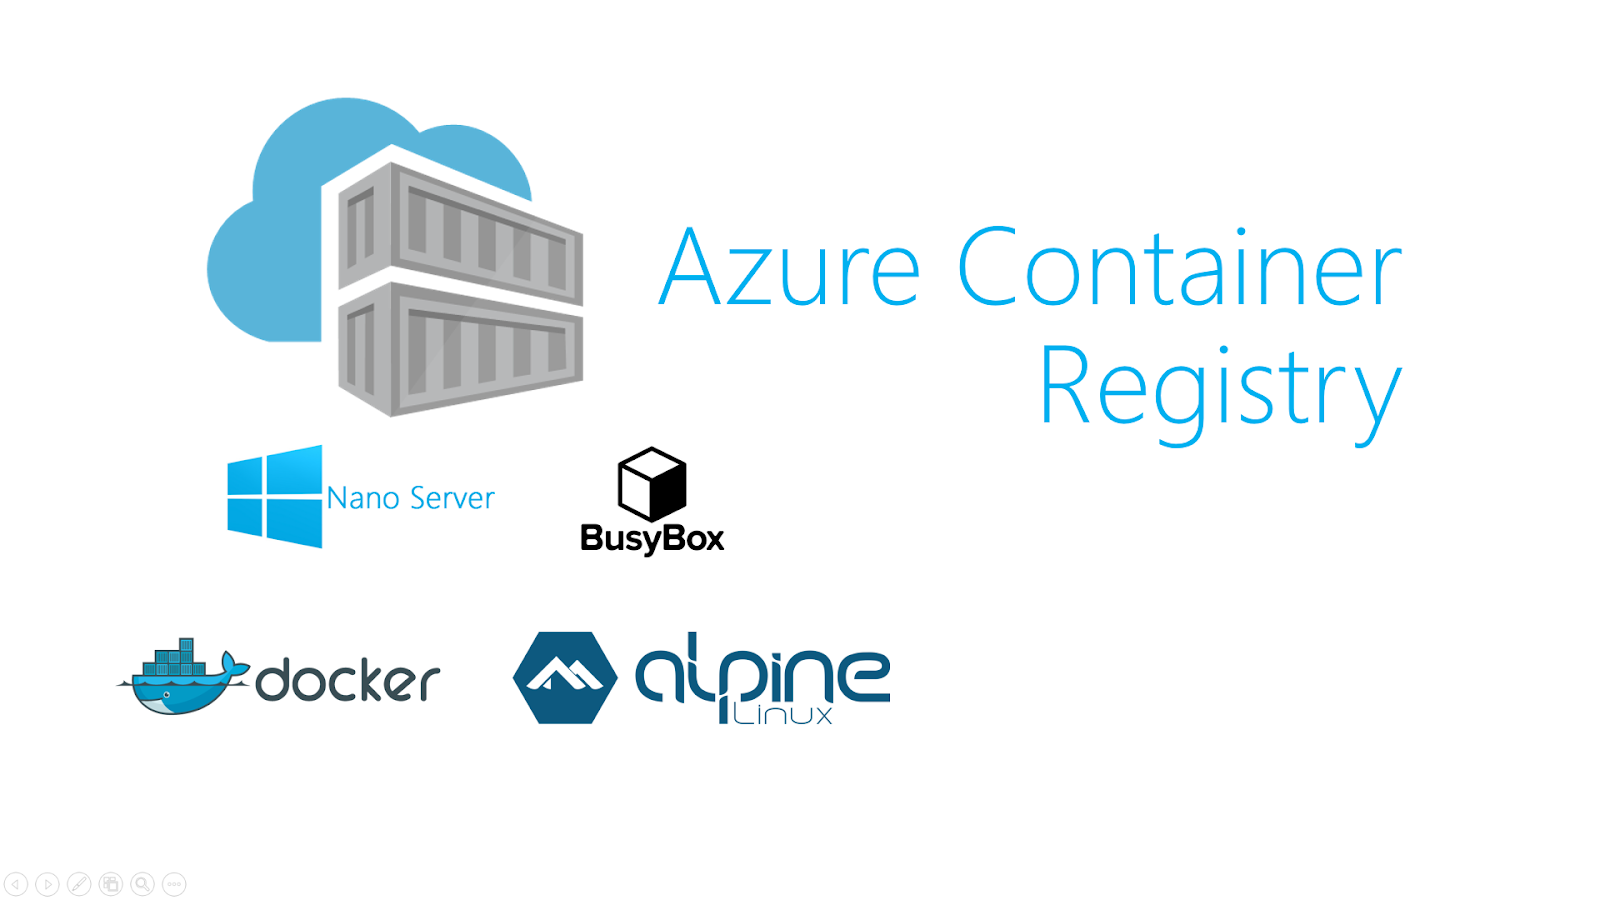 Azure Container
Registry
Nano Server
BusyBox
docker
alpine
Linux